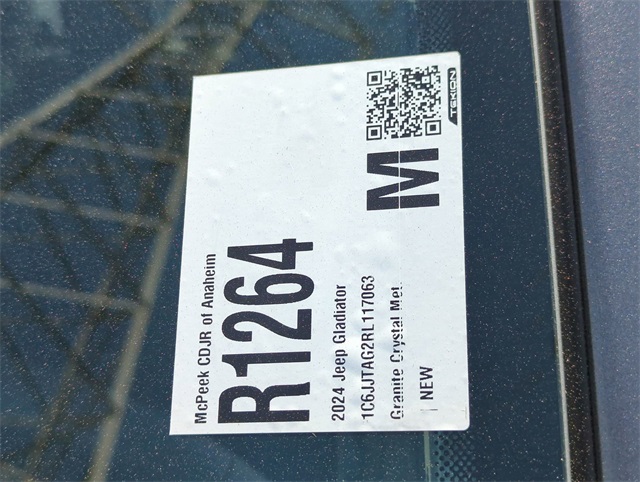 McPeek CDJR of Anaheim
R1264
2024 Jeep Gladiator
1C6JJTAG2RL117063
Granite Crystal Met.
NEW
M
TEKION